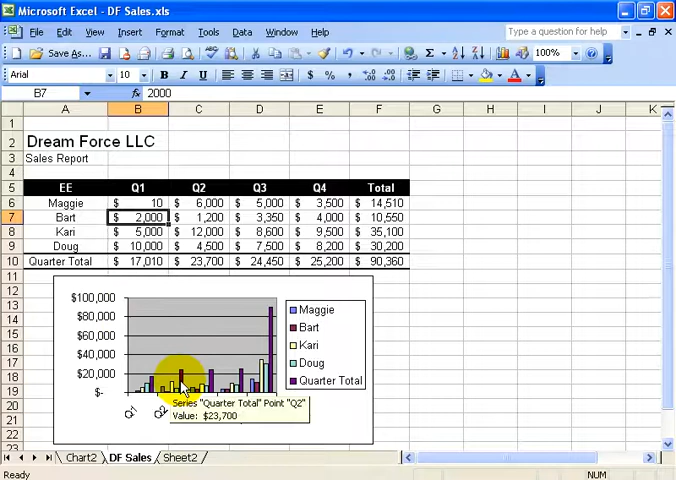 Microsoft Excel - DF Sales.xls
File Edit View Insert Format Tools Data Window Help Type a question for help
Save As... 100%
Arial 10 B I U $ % A
B7 2000
A B C D E F G H I J K
1
2 Dream Force LLC
3 Sales Report
4
5 EE Q1 Q2 Q3 Q4 Total
6 Maggie $ 10 $ 6,000 $ 5,000 $ 3,500 $ 14,510
7 Bart $ 2,000 $ 1,200 $ 3,350 $ 4,000 $ 10,550
8 Kari $ 5,000 $ 12,000 $ 8,600 $ 9,500 $ 35,100
9 Doug $ 10,000 $ 4,500 $ 7,500 $ 8,200 $ 30,200
10 Quarter Total $ 17,010 $ 23,700 $ 24,450 $ 25,200 $ 90,360
11
12
13
14
15
16
17
18
19
20
21
22
23
$100,000
$80,000
$60,000
$40,000
$20,000
$-
Q1 Q2
Maggie
Bart
Kari
Doug
Quarter Total
Series "Quarter Total" Point "Q2"
Value: $23,700
Chart2 DF Sales Sheet2
Ready NUM